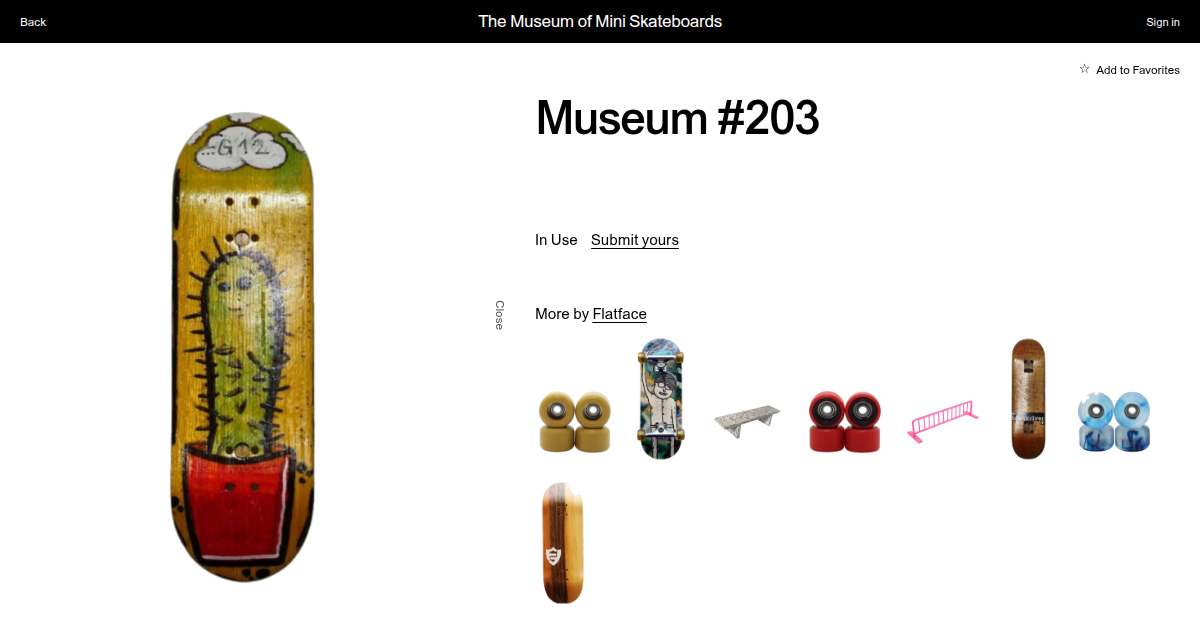 Back
The Museum of Mini Skateboards
Sign in
☆ Add to Favorites
Museum #203
...G12
In Use Submit yours
Close
More by Flatface